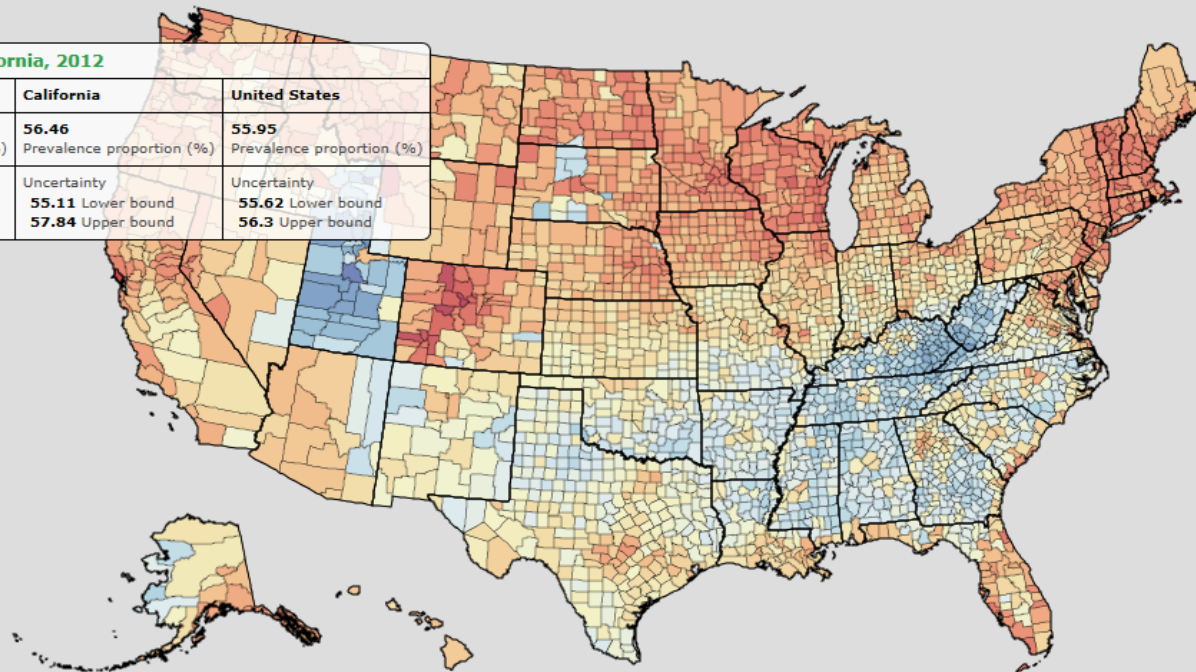 ornia, 2012
California United States
56.46 55.95
) Prevalence proportion (%) Prevalence proportion (%)
Uncertainty Uncertainty
55.11 Lower bound 55.62 Lower bound
57.84 Upper bound 56.3 Upper bound